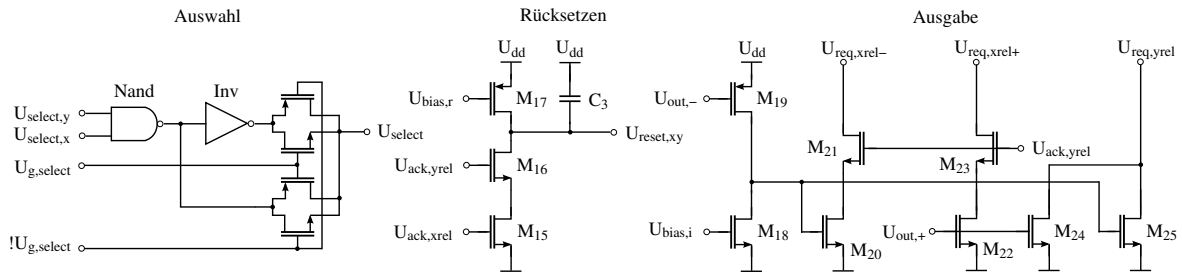 Auswahl
Nand
Inv
U_select,y
U_select,x
U_g,select
!U_g,select
U_select
Rücksetzen
U_dd
U_dd
U_bias,r
M_17
C_3
U_reset,xy
U_ack,yrel
M_16
U_ack,xrel
M_15
Ausgabe
U_dd
U_req,xrel−
U_req,xrel+
U_req,yrel
U_out,−
M_19
M_21
M_23
U_ack,yrel
U_bias,i
M_18
M_20
U_out,+
M_22
M_24
M_25